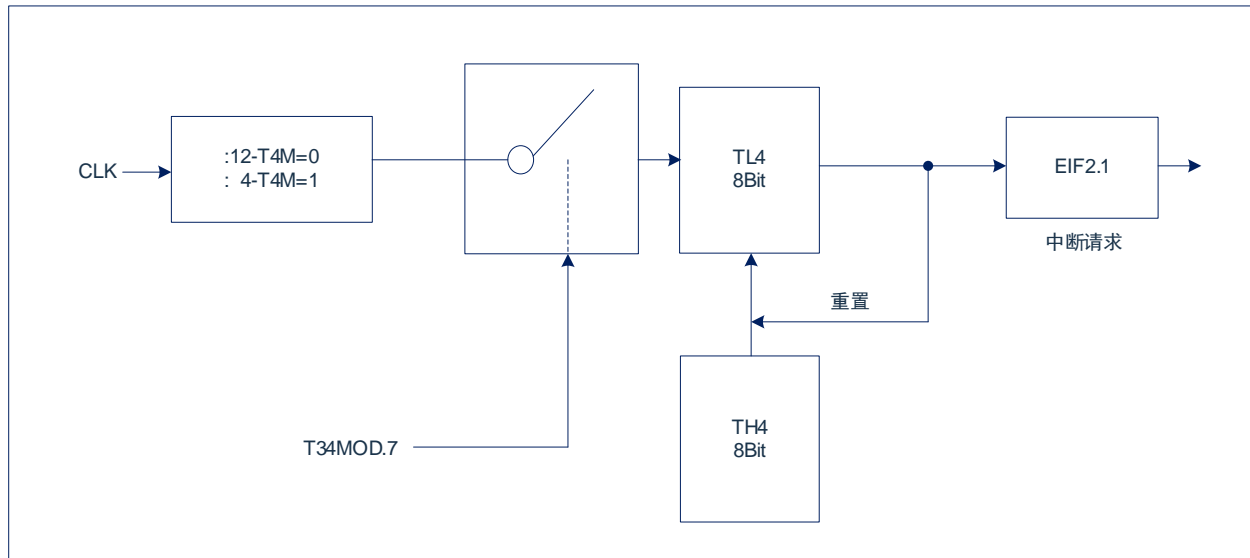 CLK
:12-T4M=0
: 4-T4M=1
TL4
8Bit
EIF2.1
中断请求
重置
TH4
8Bit
T34MOD.7